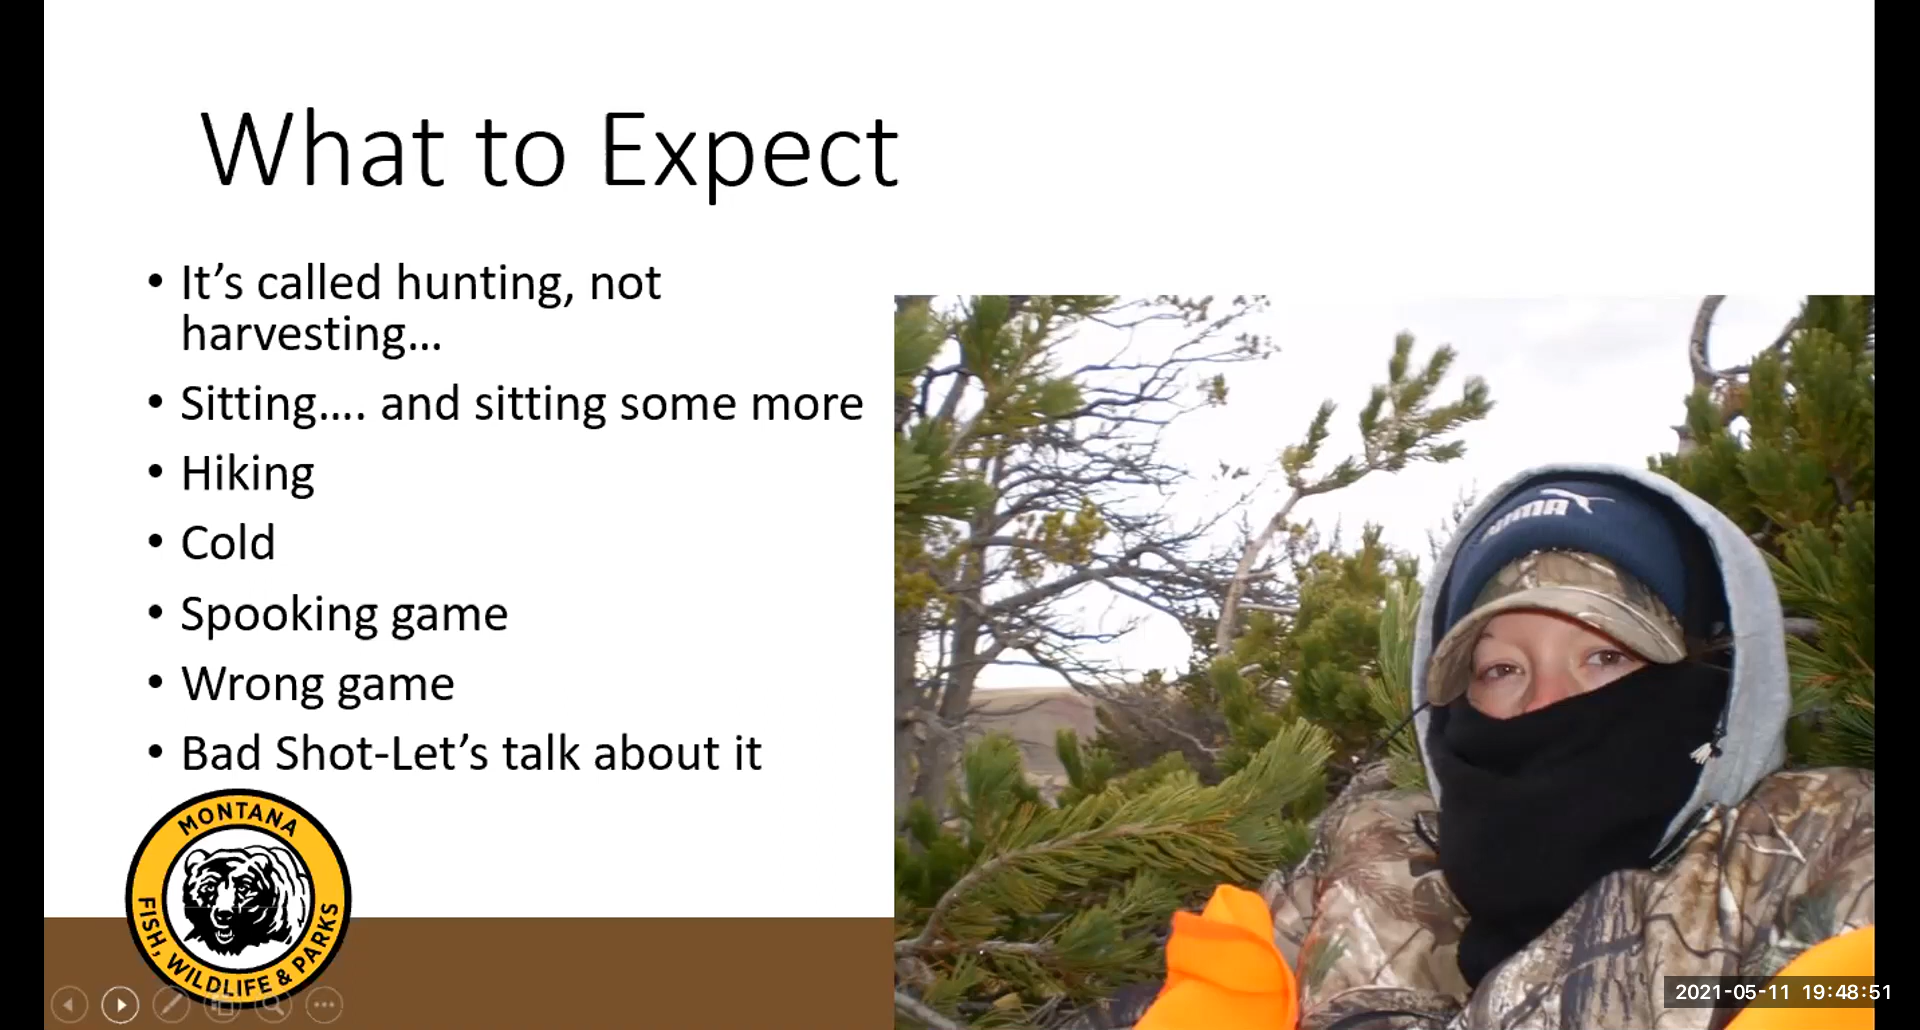 What to Expect
• It’s called hunting, not
harvesting…
• Sitting…. and sitting some more
• Hiking
• Cold
• Spooking game
• Wrong game
• Bad Shot-Let’s talk about it
PUMA
MONTANA
FISH, WILDLIFE & PARKS
2021-05-11 19:48:51